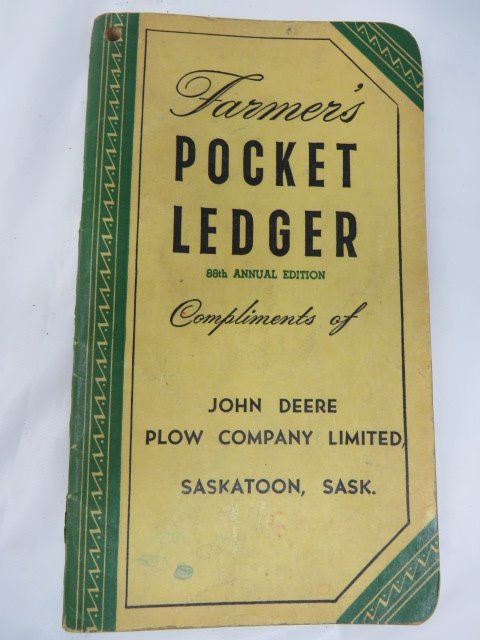 Farmer's
POCKET
LEDGER
88th ANNUAL EDITION
Compliments of
JOHN DEERE
PLOW COMPANY LIMITED,
SASKATOON, SASK.